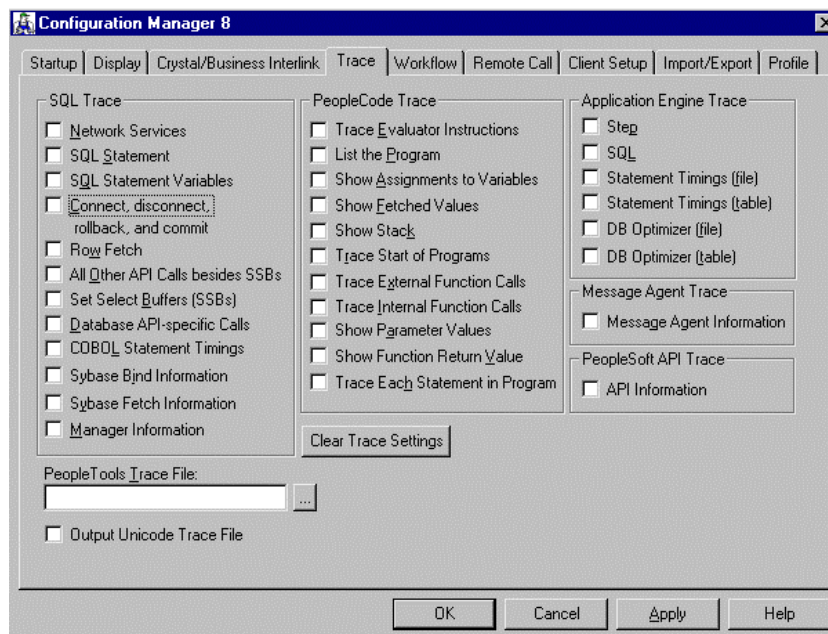 Configuration Manager 8
Startup Display Crystal/Business Interlink Trace Workflow Remote Call Client Setup Import/Export Profile
SQL Trace
Network Services
SQL Statement
SQL Statement Variables
Connect, disconnect,
rollback, and commit
Row Fetch
All Other API Calls besides SSBs
Set Select Buffers (SSBs)
Database API-specific Calls
COBOL Statement Timings
Sybase Bind Information
Sybase Fetch Information
Manager Information
PeopleCode Trace
Trace Evaluator Instructions
List the Program
Show Assignments to Variables
Show Fetched Values
Show Stack
Trace Start of Programs
Trace External Function Calls
Trace Internal Function Calls
Show Parameter Values
Show Function Return Value
Trace Each Statement in Program
Application Engine Trace
Step
SQL
Statement Timings (file)
Statement Timings (table)
DB Optimizer (file)
DB Optimizer (table)
Message Agent Trace
Message Agent Information
PeopleSoft API Trace
API Information
Clear Trace Settings
PeopleTools Trace File:
...
Output Unicode Trace File
OK Cancel Apply Help